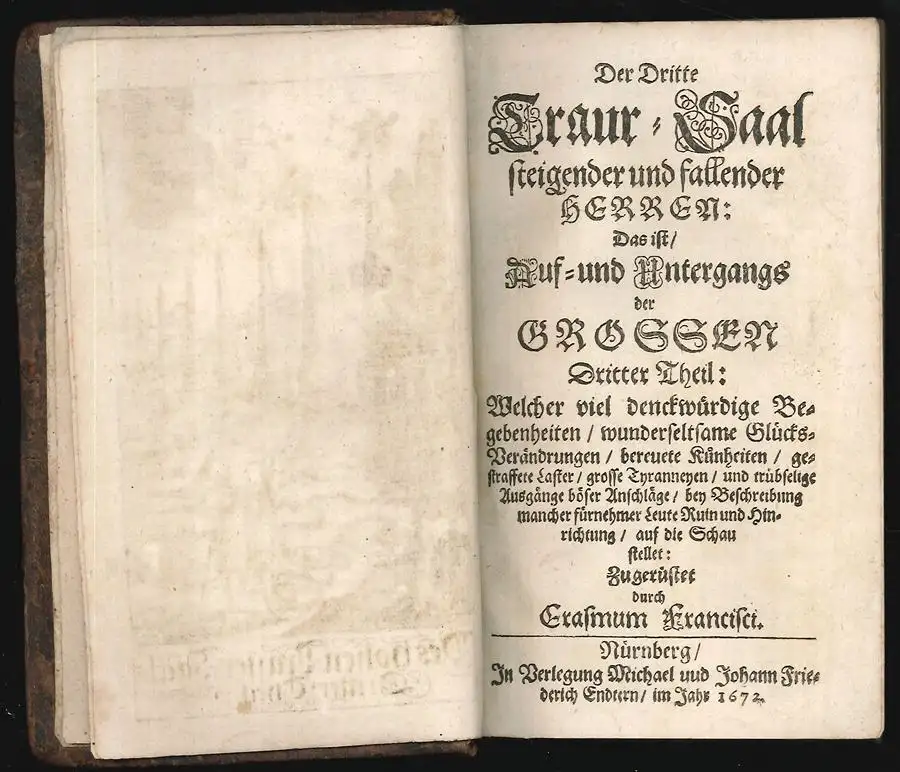 Der Dritte
Traur-Saal
steigender und fallender
HERREN:
Das ist/
Auf-und Untergangs
der
GROSSEN
Dritter Theil:
Welcher viel denckwürdige Be-
gebenheiten / wunderseltsame Glücks-
Verändrungen / bereuete Künheiten / ge-
straffete Laster / grosse Tyranneyen / und trübselige
Ausgänge böser Anschläge / bey Beschreibung
mancher fürnehmer Leute Ruin und Hin-
richtung / auf die Schau
stellet:
Zugerüstet
durch
Erasmum Francisci.
Nürnberg/
In Verlegung Michael uud Johann Frie-
derich Endtern/ im Jahr 1672.